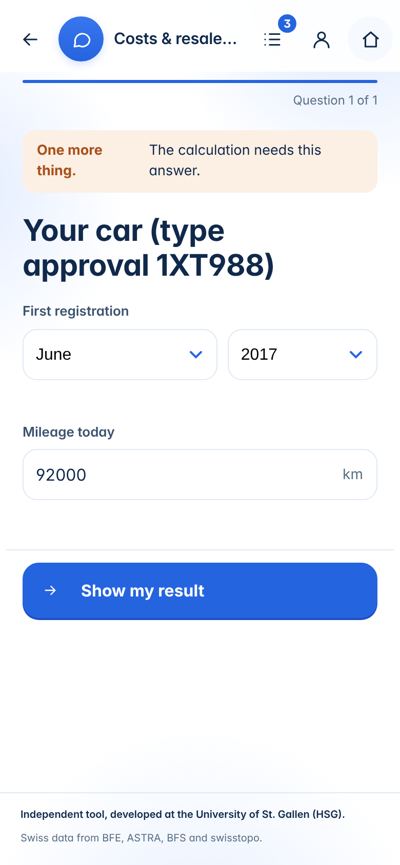 Costs & resale…
3
Question 1 of 1
One more
thing.
The calculation needs this
answer.
Your car (type
approval 1XT988)
First registration
June
2017
Mileage today
92000
km
Show my result
Independent tool, developed at the University of St. Gallen (HSG).
Swiss data from BFE, ASTRA, BFS and swisstopo.